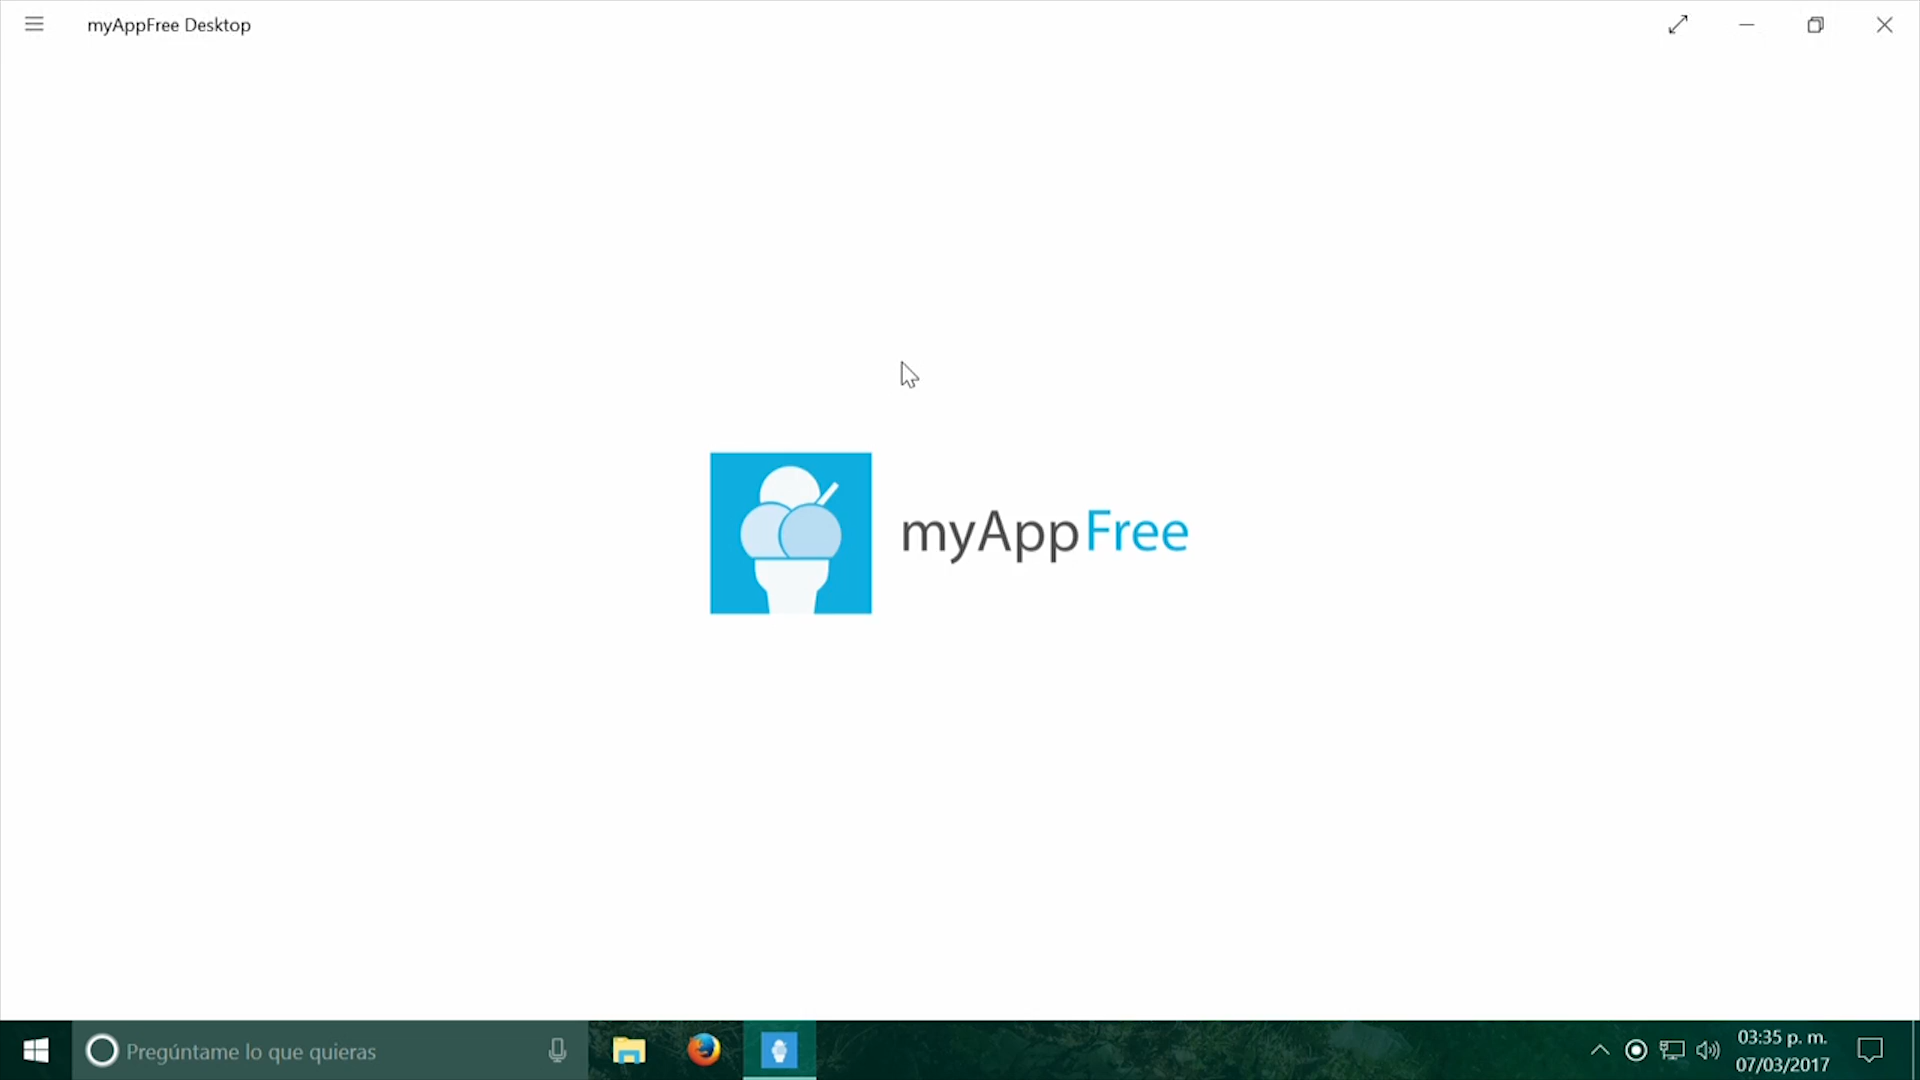 myAppFree Desktop
myAppFree
Pregúntame lo que quieras
03:35 p. m.
07/03/2017